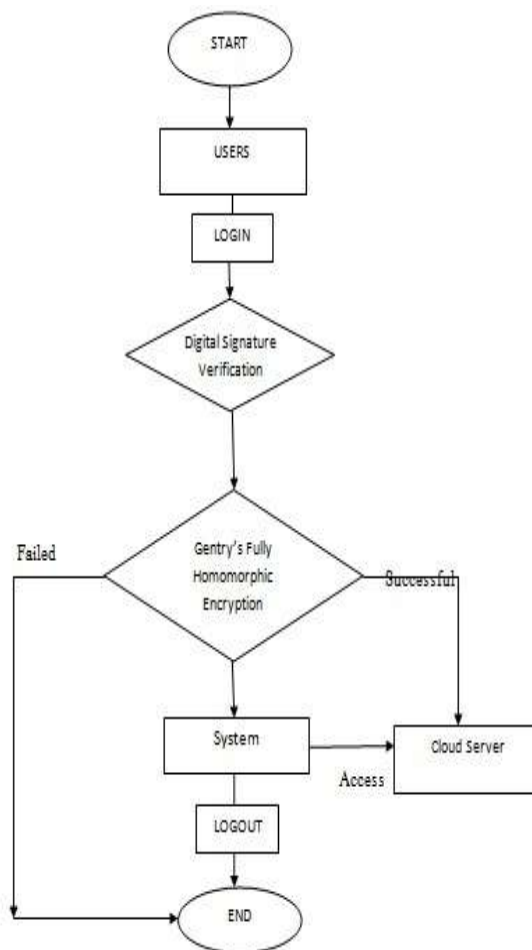 START
USERS
LOGIN
Digital Signature
Verification
Gentry's Fully
Homomorphic
Encryption
Failed
Successful
System
Cloud Server
Access
LOGOUT
END